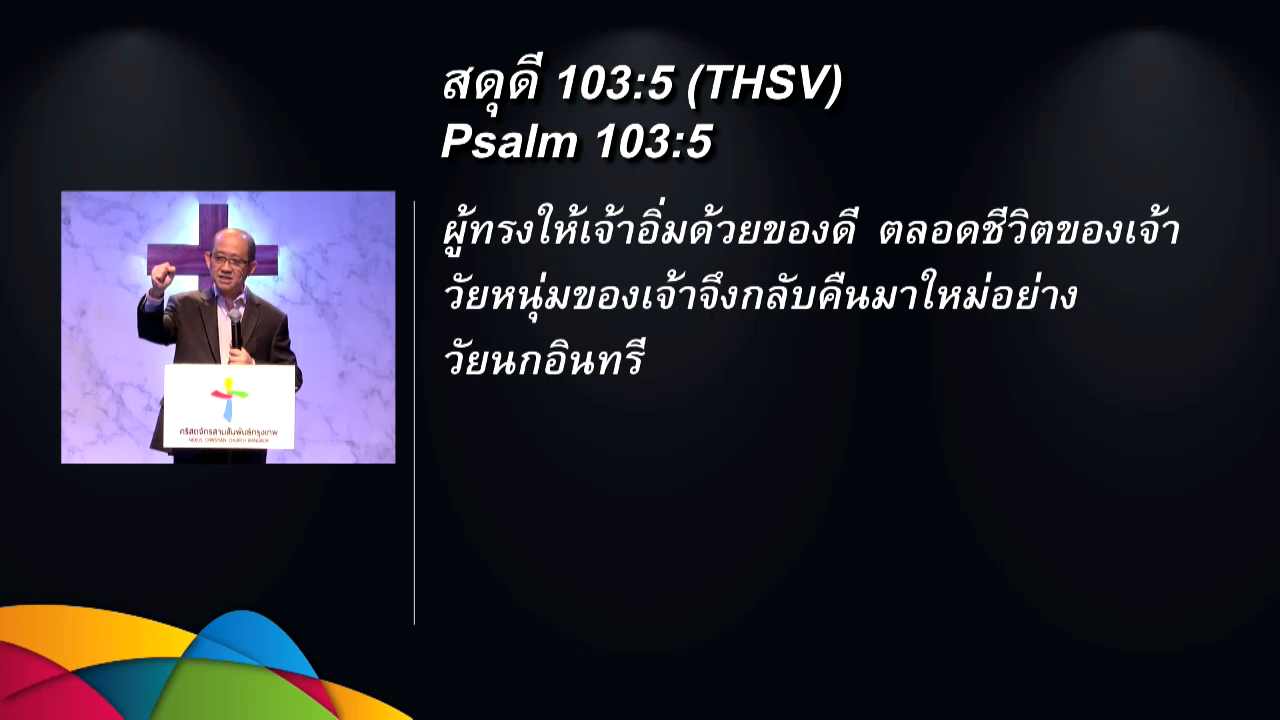 สดุดี 103:5 (THSV)
Psalm 103:5
ผู้ทรงให้เจ้าอิ่มด้วยของดี ตลอดชีวิตของเจ้า
วัยหนุ่มของเจ้าจึงกลับคืนมาใหม่อย่าง
วัยนกอินทรี
คริสตจักรสานสัมพันธ์กรุงเทพ
NEXUS CHRISTIAN CHURCH BANGKOK